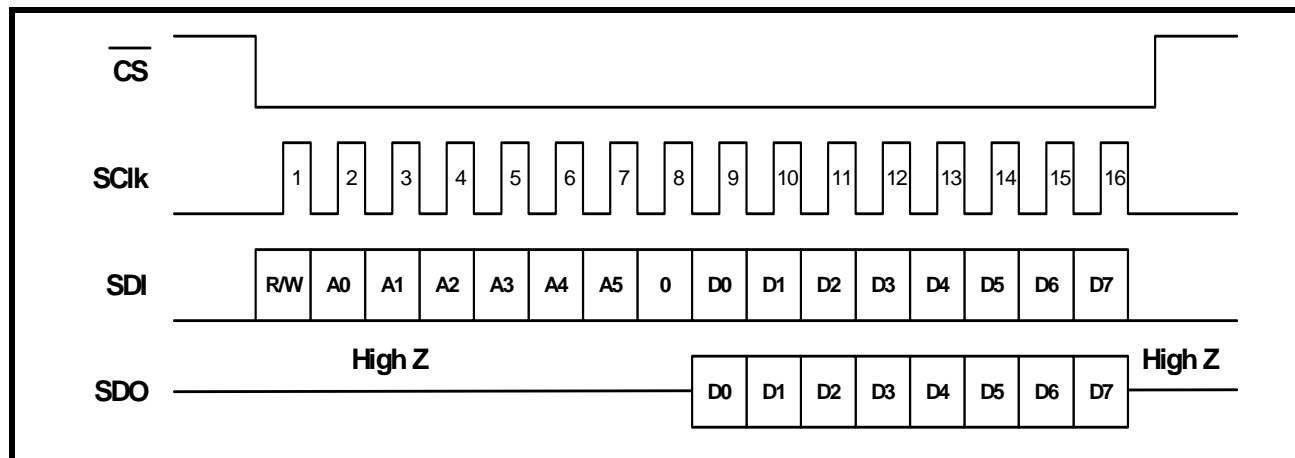 CS
SClk 1 2 3 4 5 6 7 8 9 10 11 12 13 14 15 16
SDI R/W A0 A1 A2 A3 A4 A5 0 D0 D1 D2 D3 D4 D5 D6 D7
High Z High Z
SDO D0 D1 D2 D3 D4 D5 D6 D7